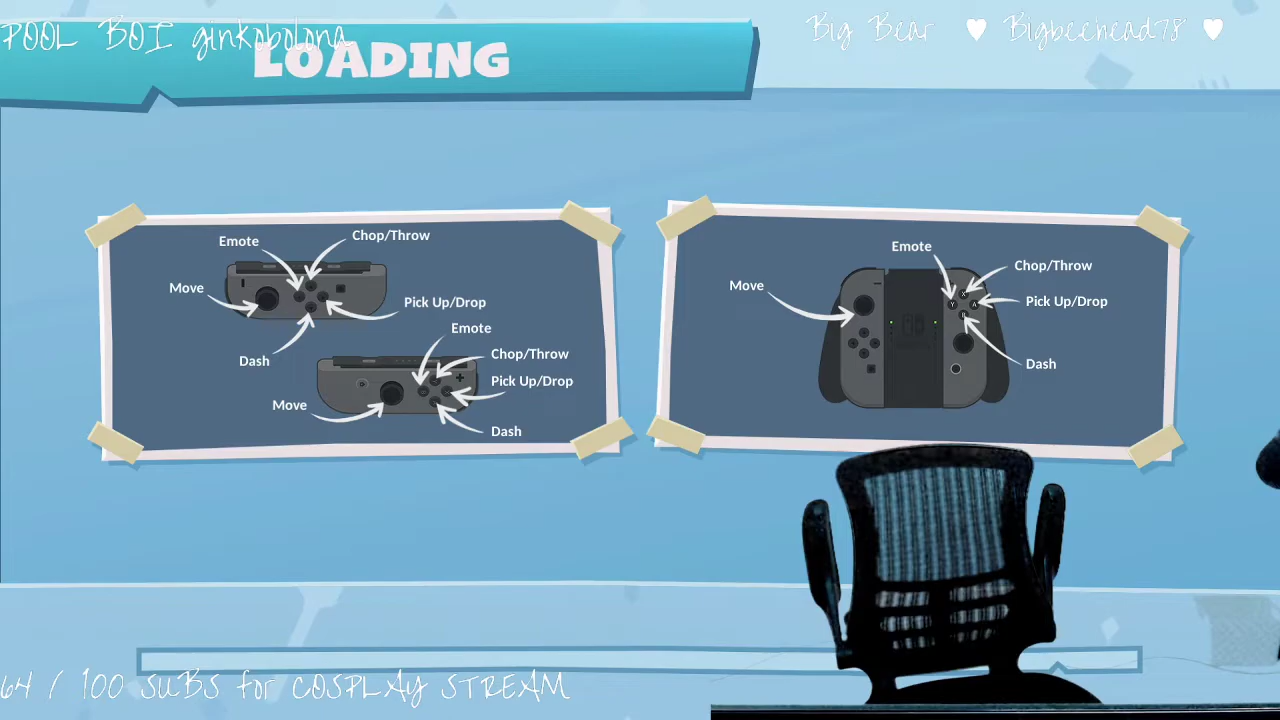 POOL BOI ginkobolona
Big Bear ♥ Bigbeehead78 ♥
LOADING
Emote
Chop/Throw
Move
Pick Up/Drop
Dash
Emote
Chop/Throw
Pick Up/Drop
Move
Dash
Emote
Chop/Throw
Move
Pick Up/Drop
Dash
X
Y
A
B
64 / 100 SUBS for COSPLAY STREAM